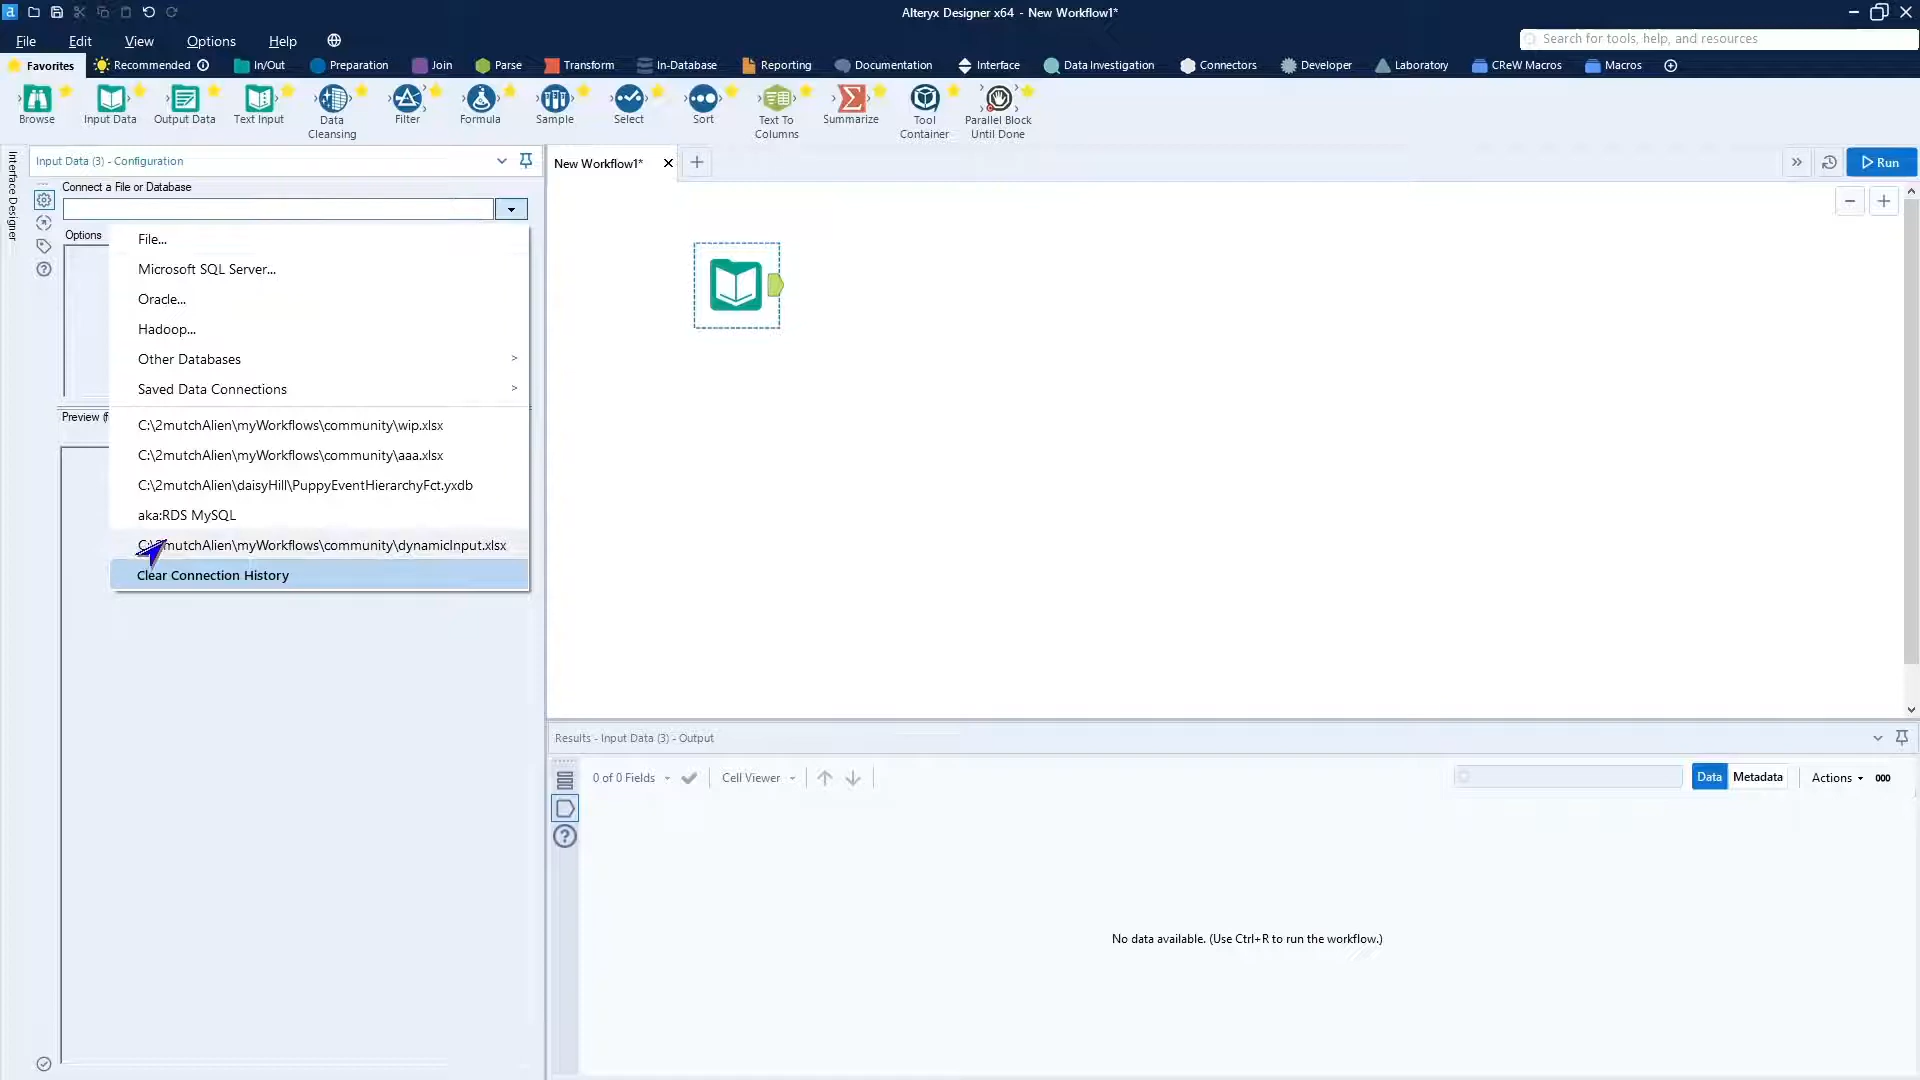 a
Alteryx Designer x64 - New Workflow1*
File Edit View Options Help
Search for tools, help, and resources
Favorites Recommended In/Out Preparation Join Parse Transform In-Database Reporting Documentation Interface Data Investigation Connectors Developer Laboratory CReW Macros Macros
Browse Input Data Output Data Text Input Data Cleansing Filter Formula Sample Select Sort Text To Columns Summarize Tool Container Parallel Block Until Done
Interface Designer
Input Data (3) - Configuration
New Workflow1*
Run
Connect a File or Database
Options
File...
Microsoft SQL Server...
Oracle...
Hadoop...
Other Databases >
Saved Data Connections >
Preview (f
C:\2mutchAlien\myWorkflows\community\wip.xlsx
C:\2mutchAlien\myWorkflows\community\aaa.xlsx
C:\2mutchAlien\daisyHill\PuppyEventHierarchyFct.yxdb
aka:RDS MySQL
C:\2mutchAlien\myWorkflows\community\dynamicInput.xlsx
Clear Connection History
Results - Input Data (3) - Output
0 of 0 Fields Cell Viewer Data Metadata Actions 000
No data available. (Use Ctrl+R to run the workflow.)